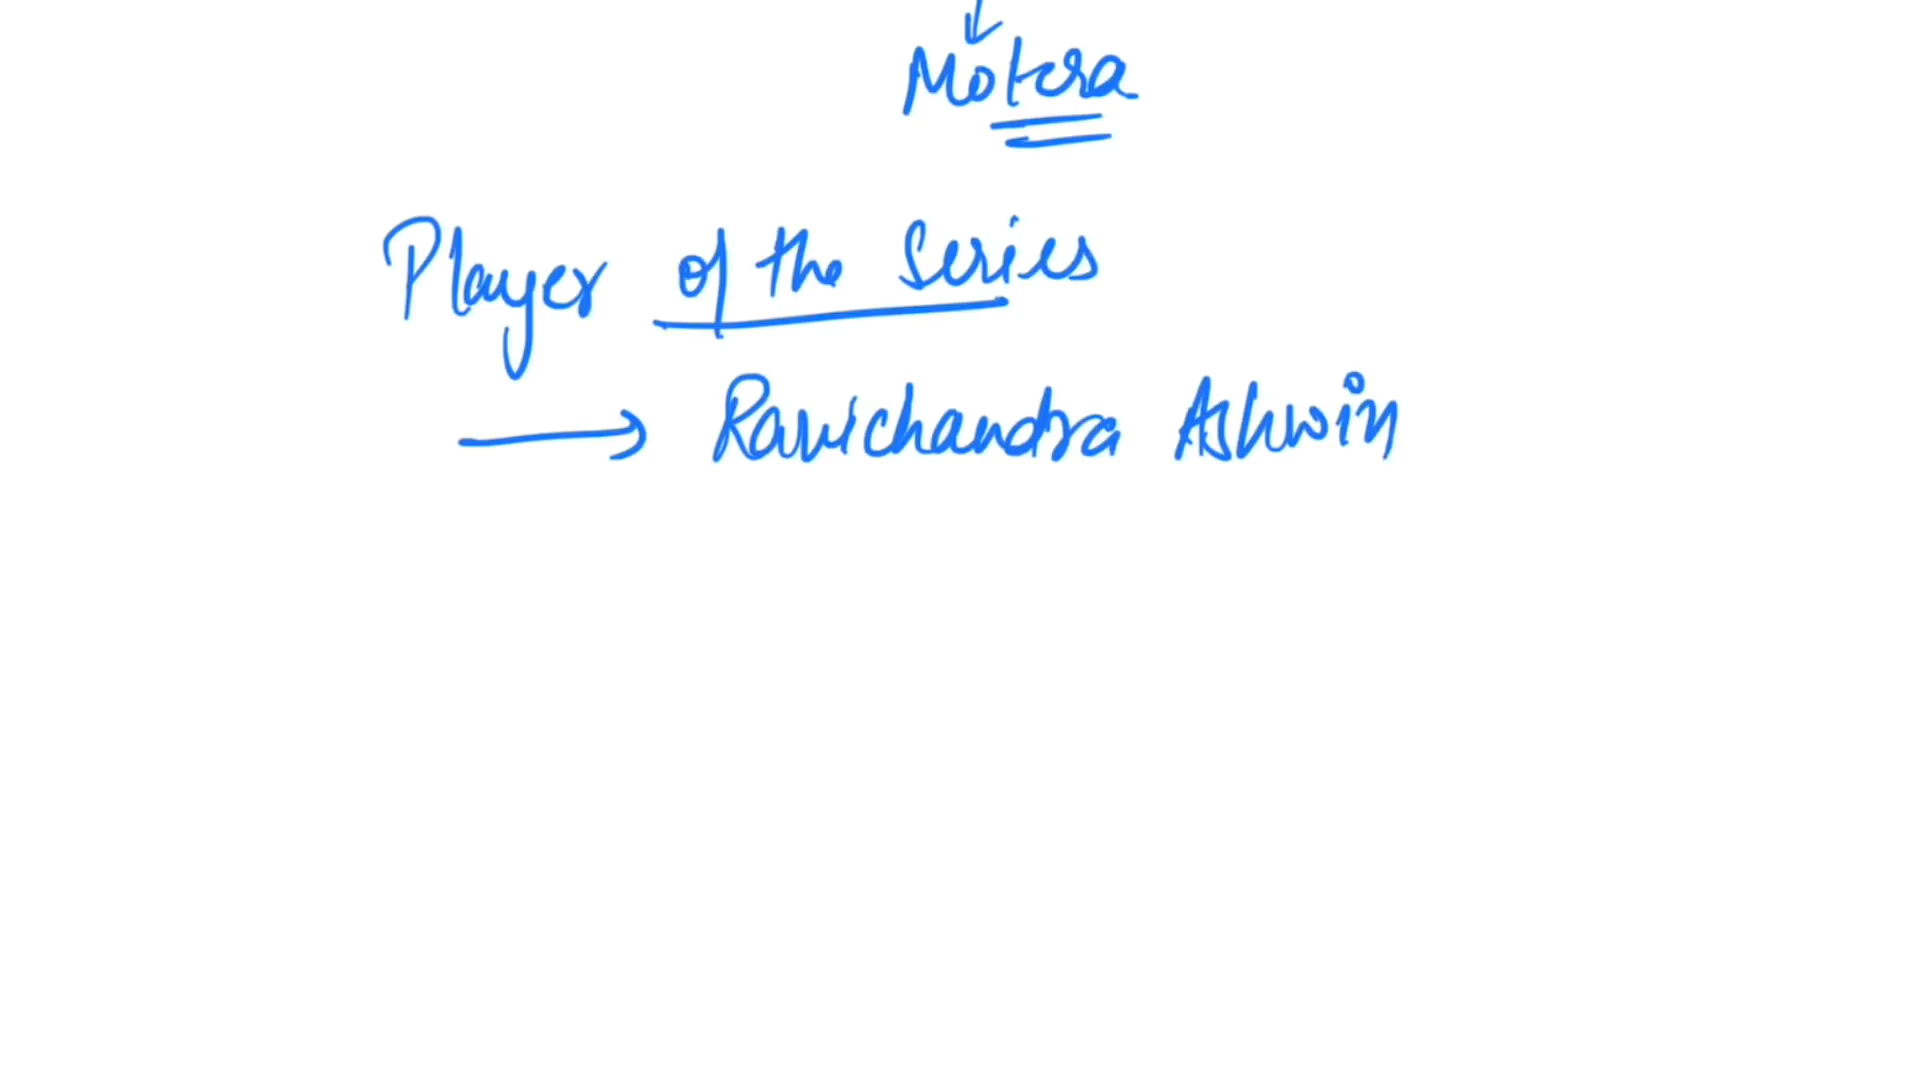 Motera
Player of the Series
→ Ravichandra Ashwin